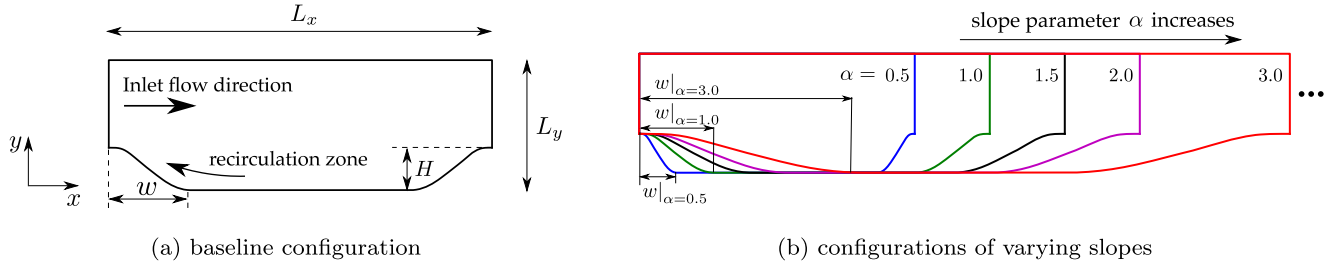 L_x
Inlet flow direction
L_y
y
recirculation zone
H
w
x
(a) baseline configuration
slope parameter α increases
α = 0.5 1.0 1.5 2.0 3.0
w|α=3.0
w|α=1.0
w|α=0.5
(b) configurations of varying slopes